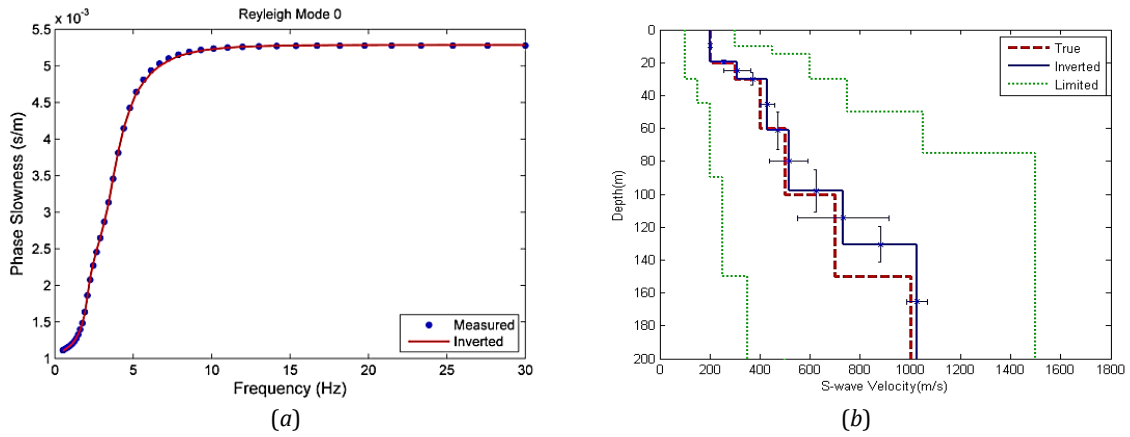 Reyleigh Mode 0
x 10⁻³
5.5
5
4.5
4
3.5
3
2.5
2
1.5
1
Phase Slowness (s/m)
Measured
Inverted
0 5 10 15 20 25 30
Frequency (Hz)
(a)
0
20
40
60
80
100
120
140
160
180
200
Depth(m)
True
Inverted
Limited
0 200 400 600 800 1000 1200 1400 1600 1800
S-wave Velocity(m/s)
(b)